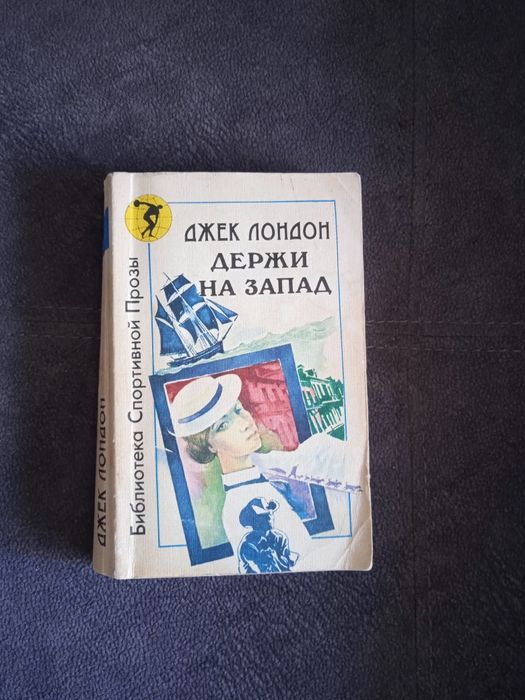 ДЖЕК ЛОНДОН
ДЕРЖИ
НА ЗАПАД
Библиотека Спортивной Прозы
ДЖЕК ЛОНДОН